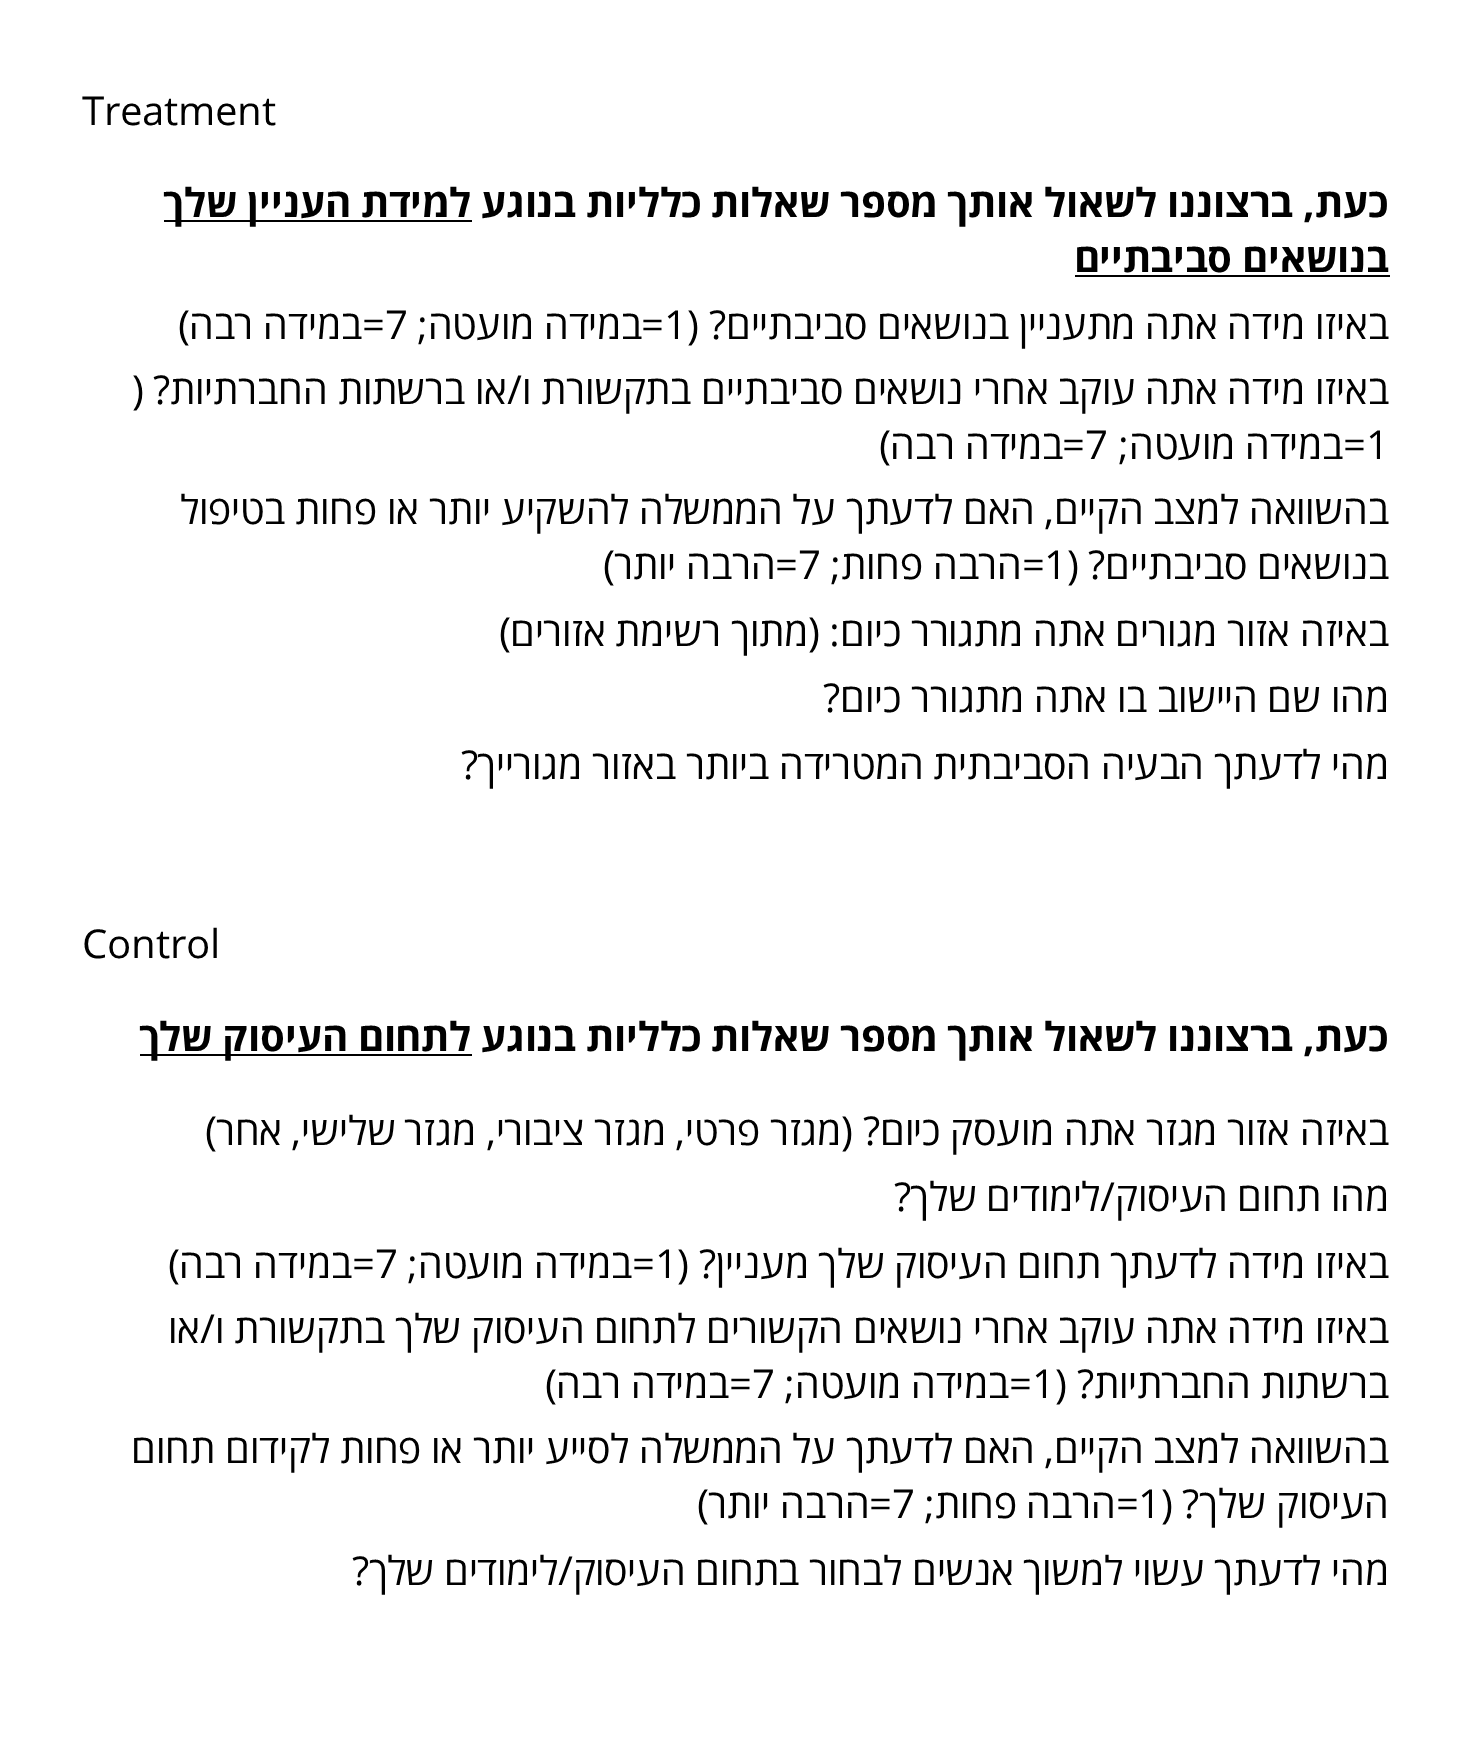 Treatment
כעת, ברצוננו לשאול אותך מספר שאלות כלליות בנוגע למידת העניין שלך
בנושאים סביבתיים
באיזו מידה אתה מתעניין בנושאים סביבתיים? (1=במידה מועטה; 7=במידה רבה)
באיזו מידה אתה עוקב אחרי נושאים סביבתיים בתקשורת ו/או ברשתות החברתיות? (
1=במידה מועטה; 7=במידה רבה)
בהשוואה למצב הקיים, האם לדעתך על הממשלה להשקיע יותר או פחות בטיפול
בנושאים סביבתיים? (1=הרבה פחות; 7=הרבה יותר)
באיזה אזור מגורים אתה מתגורר כיום: (מתוך רשימת אזורים)
מהו שם היישוב בו אתה מתגורר כיום?
מהי לדעתך הבעיה הסביבתית המטרידה ביותר באזור מגורייך?
Control
כעת, ברצוננו לשאול אותך מספר שאלות כלליות בנוגע לתחום העיסוק שלך
באיזה אזור מגזר אתה מועסק כיום? (מגזר פרטי, מגזר ציבורי, מגזר שלישי, אחר)
מהו תחום העיסוק/לימודים שלך?
באיזו מידה לדעתך תחום העיסוק שלך מעניין? (1=במידה מועטה; 7=במידה רבה)
באיזו מידה אתה עוקב אחרי נושאים הקשורים לתחום העיסוק שלך בתקשורת ו/או
ברשתות החברתיות? (1=במידה מועטה; 7=במידה רבה)
בהשוואה למצב הקיים, האם לדעתך על הממשלה לסייע יותר או פחות לקידום תחום
העיסוק שלך? (1=הרבה פחות; 7=הרבה יותר)
מהי לדעתך עשוי למשוך אנשים לבחור בתחום העיסוק/לימודים שלך?